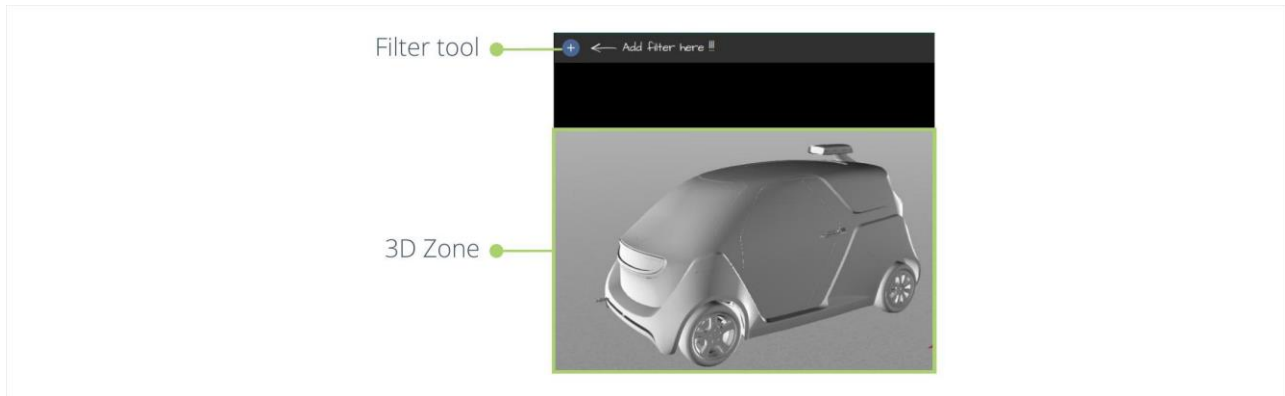 Filter tool
+ ← Add filter here !!!
3D Zone